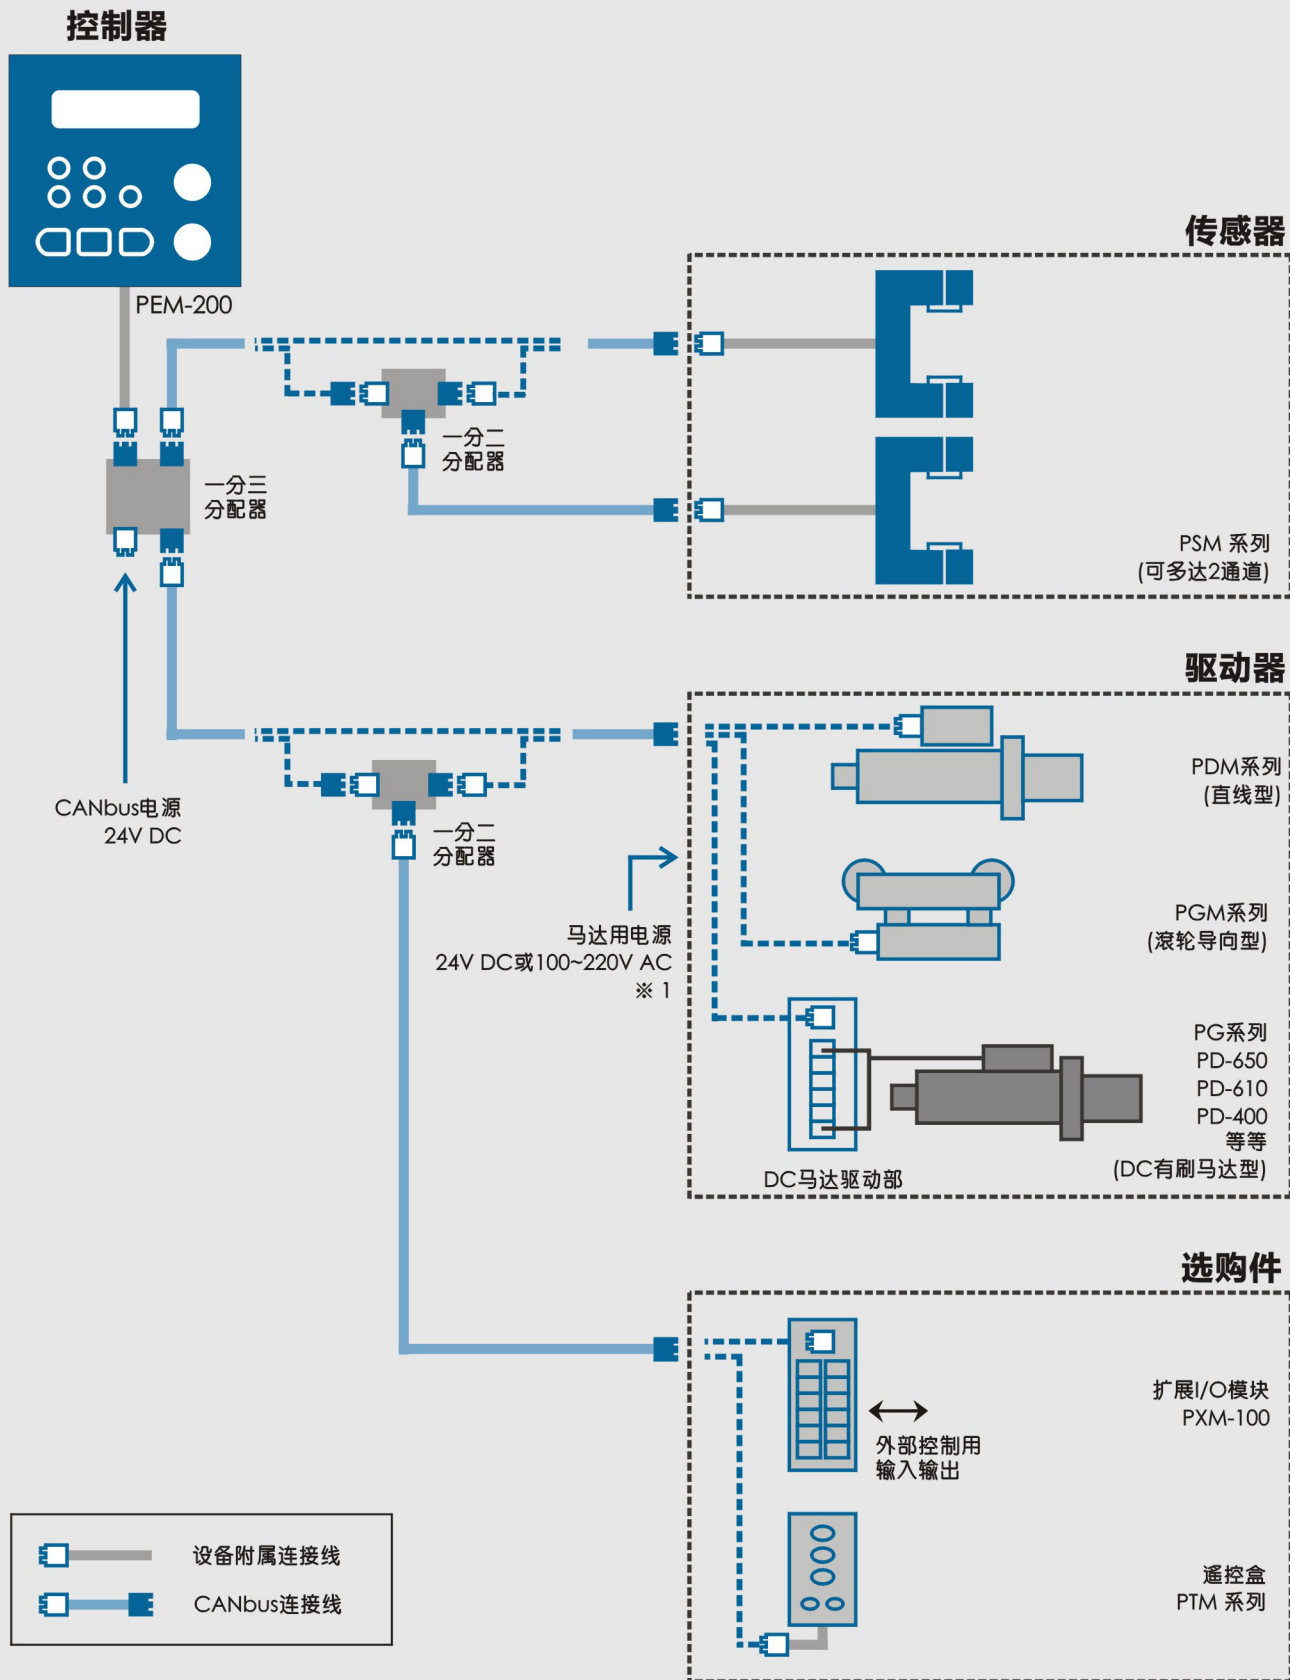 控制器
PEM-200
传感器
一分二
分配器
一分三
分配器
PSM 系列
(可多达2通道)
驱动器
PDM系列
(直线型)
CANbus电源
24V DC
一分二
分配器
马达用电源
24V DC或100~220V AC
※ 1
PGM系列
(滚轮导向型)
PG系列
PD-650
PD-610
PD-400
等等
(DC有刷马达型)
DC马达驱动部
选购件
扩展I/O模块
PXM-100
外部控制用
输入输出
遥控盒
PTM 系列
设备附属连接线
CANbus连接线